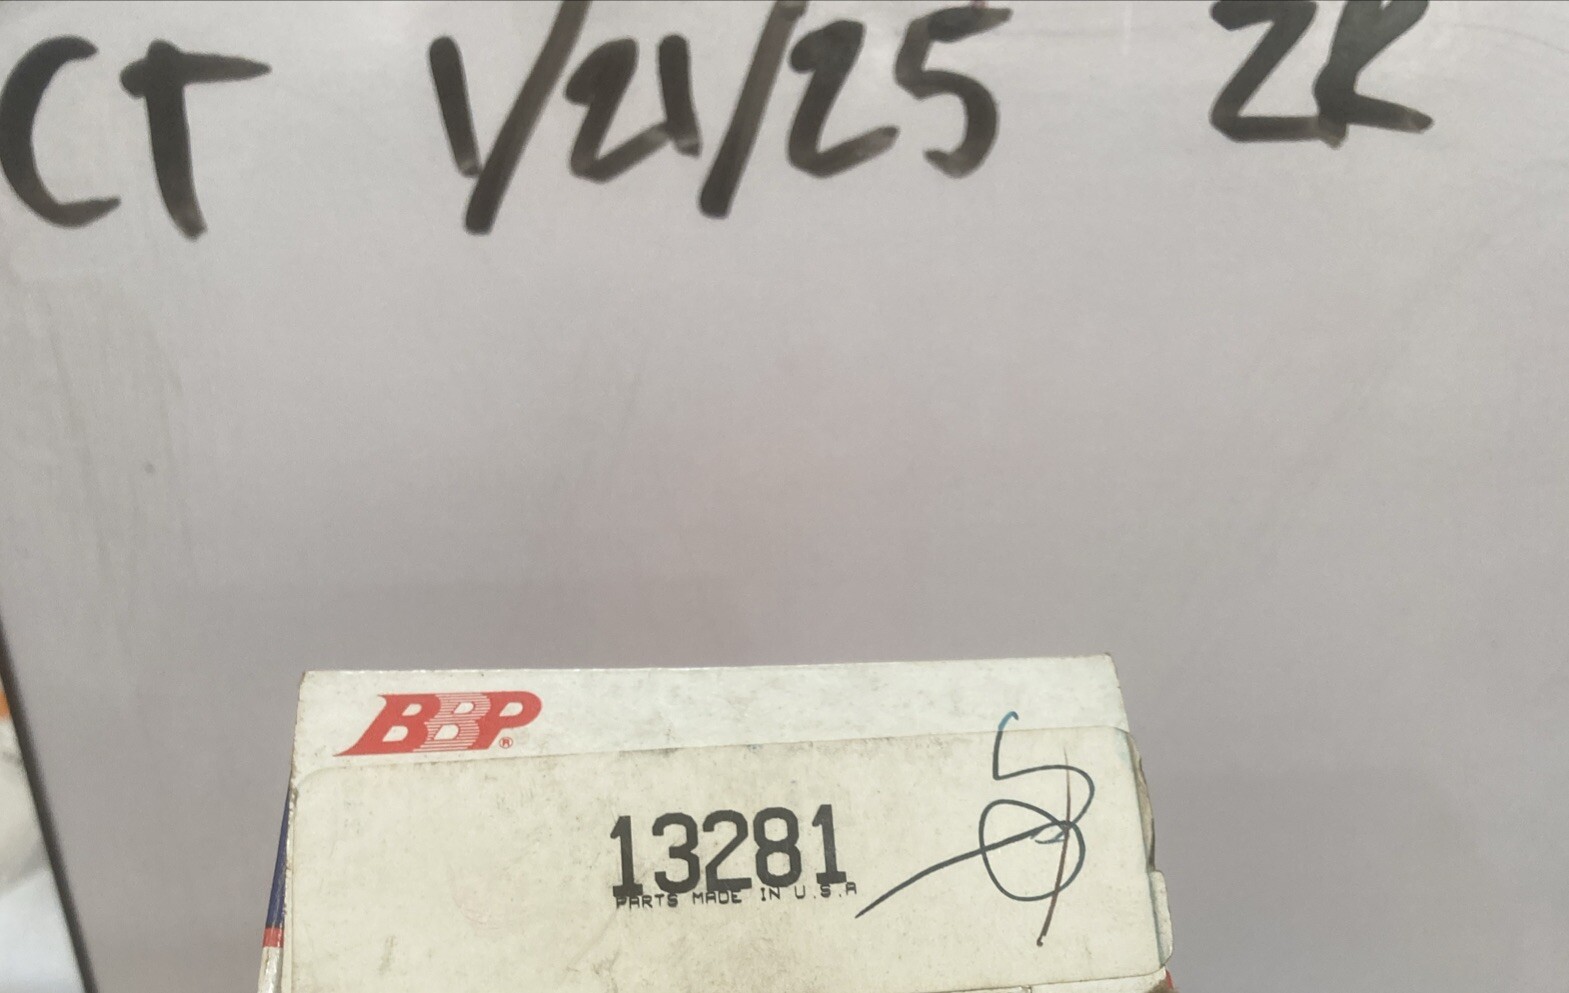 CT 1/21/25 ZR
BBP®
13281
PARTS MADE IN U.S.A